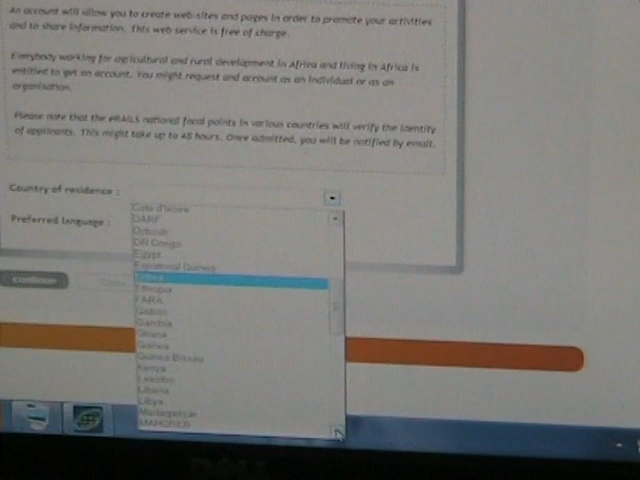 An account will allow you to create web sites and pages in order to promote your activities
and to share information. This web service is free of charge.
Everybody working for agricultural and rural development in Africa and living in Africa is
entitled to get an account. You might request and account as an individual or as an
organisation.
Please note that the eRAILS national focal points in various countries will verify the identity
of applicants. This might take up to 48 hours. Once admitted, you will be notified by email.
Country of residence :
Cote d'Ivoire
DARF
Preferred language :
Djibouti
DR Congo
Egypt
Equatorial Guinea
Eritrea
continue
Ethiopia
FARA
Gabon
Gambia
Ghana
Guinea
Guinea Bissau
Kenya
Lesotho
Liberia
Libya
Madagascar
DELL